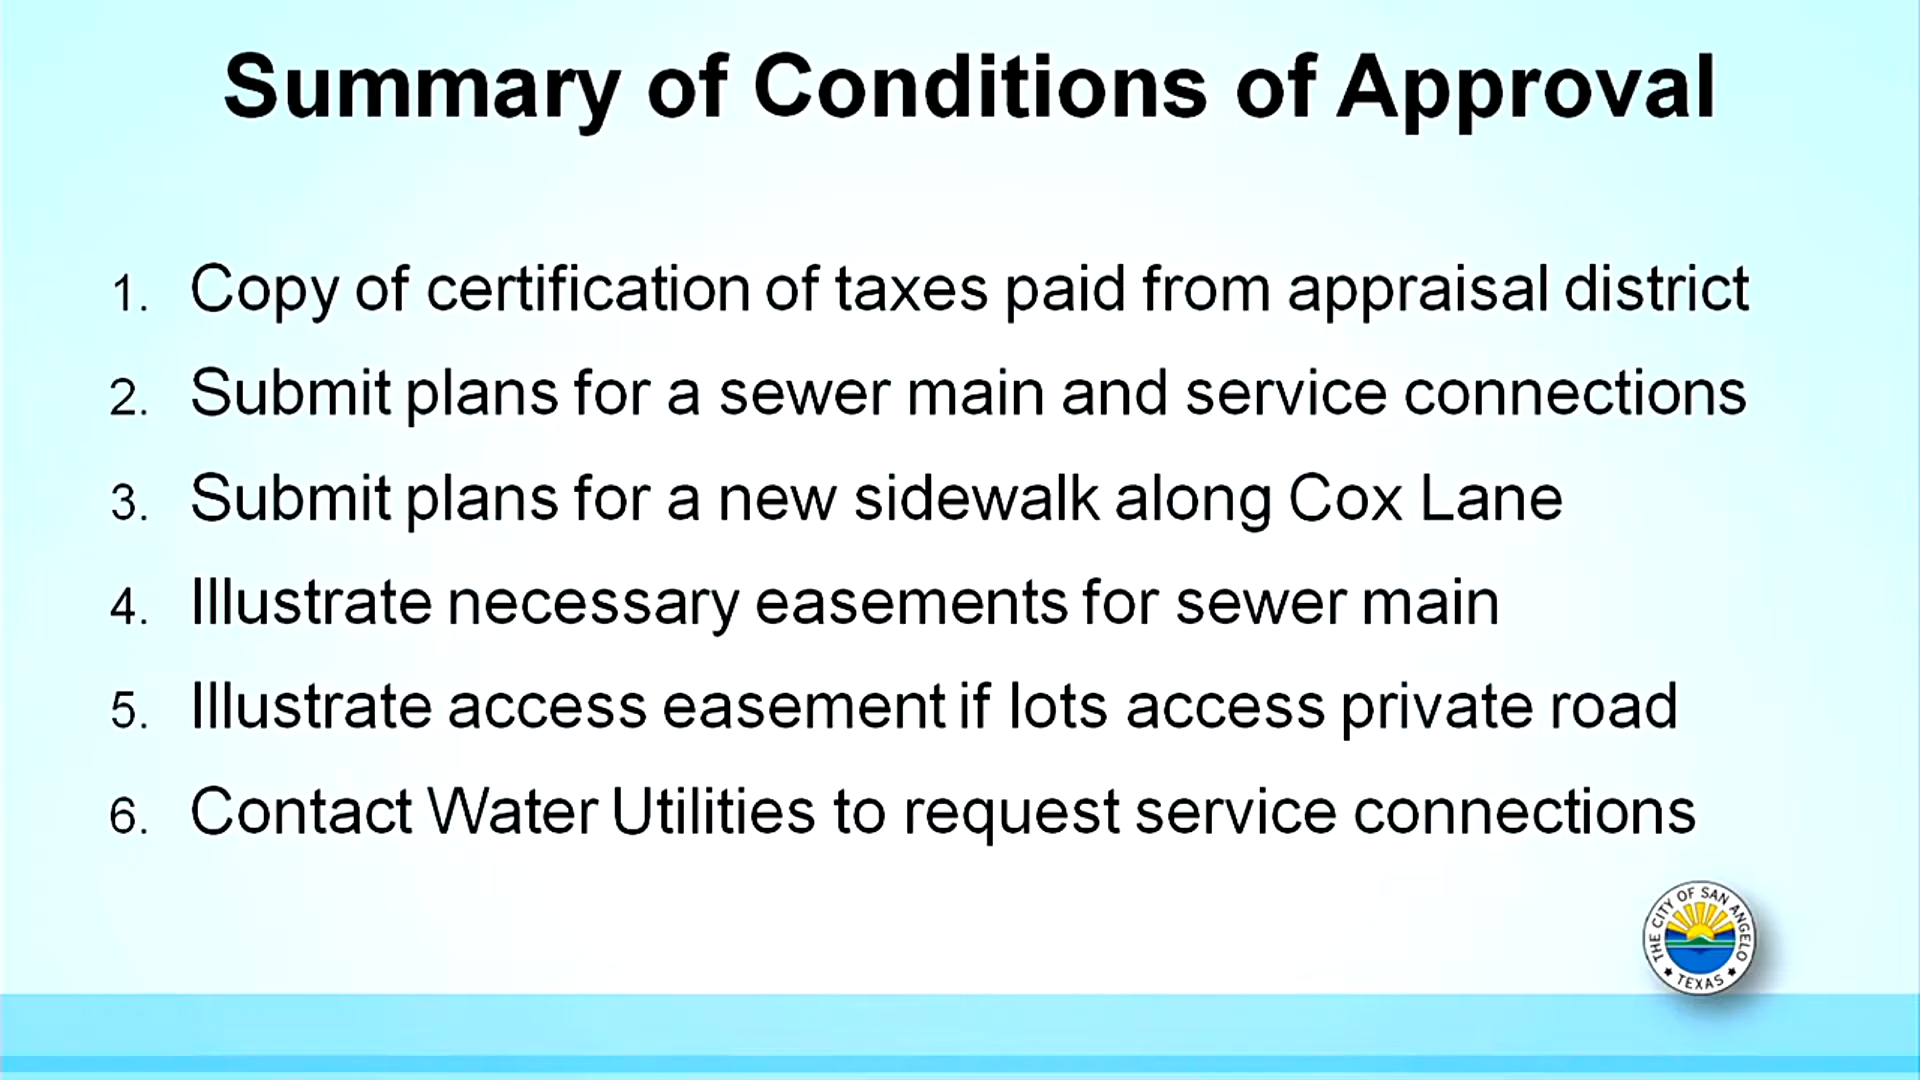 Summary of Conditions of Approval
1. Copy of certification of taxes paid from appraisal district
2. Submit plans for a sewer main and service connections
3. Submit plans for a new sidewalk along Cox Lane
4. Illustrate necessary easements for sewer main
5. Illustrate access easement if lots access private road
6. Contact Water Utilities to request service connections
THE CITY OF SAN ANGELO
TEXAS